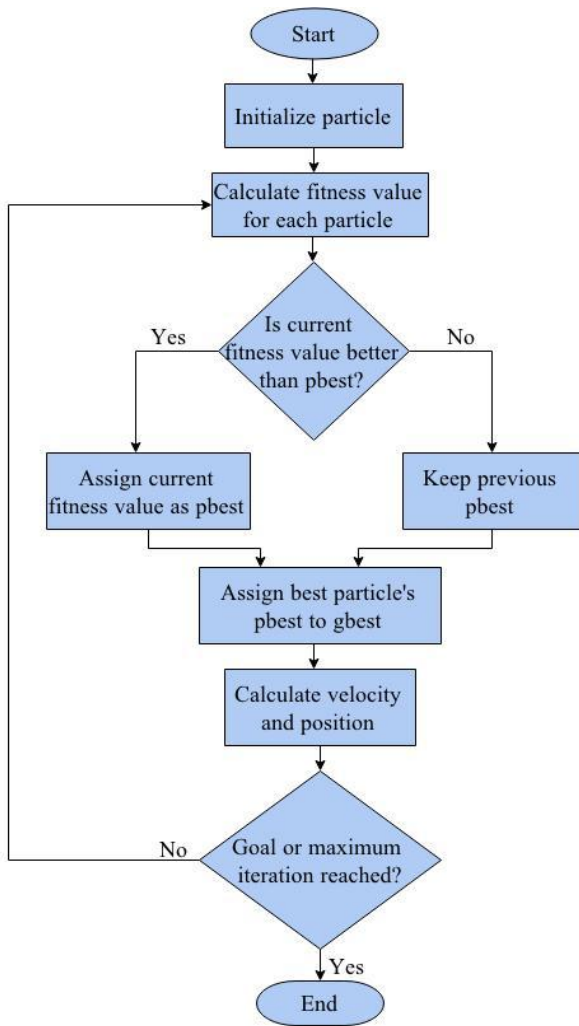 Start
Initialize particle
Calculate fitness value
for each particle
Is current
fitness value better
than pbest?
Yes
No
Assign current
fitness value as pbest
Keep previous
pbest
Assign best particle's
pbest to gbest
Calculate velocity
and position
Goal or maximum
iteration reached?
No
Yes
End